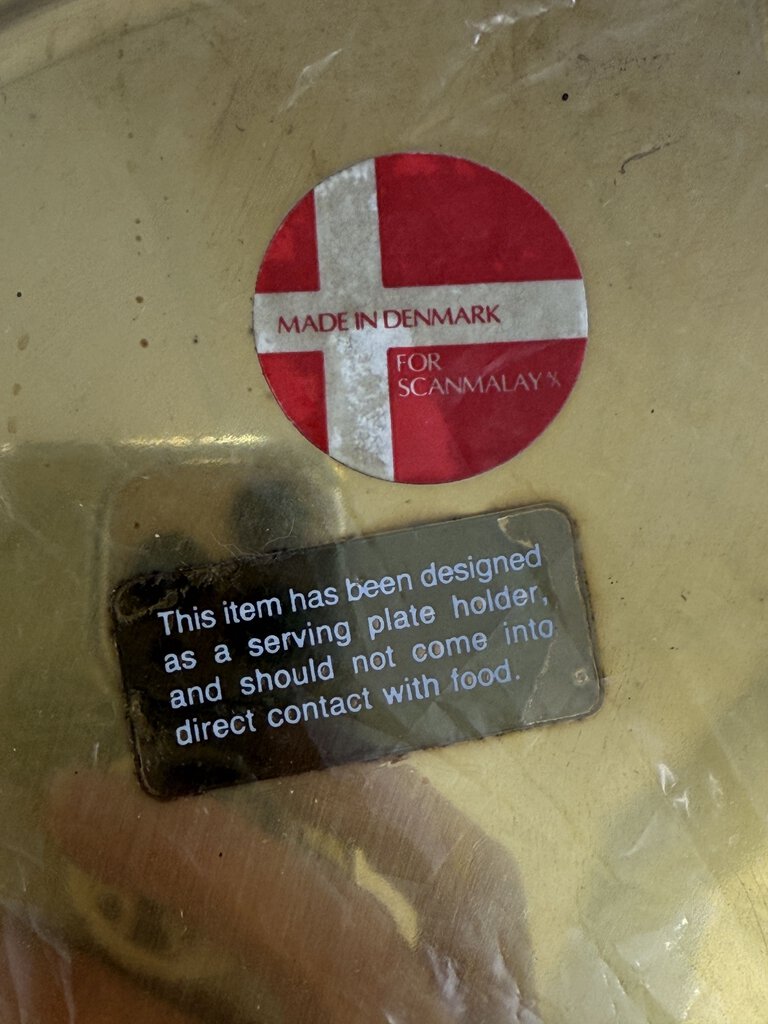 MADE IN DENMARK
FOR
SCANMALAY
This item has been designed
as a serving plate holder,
and should not come into
direct contact with food.